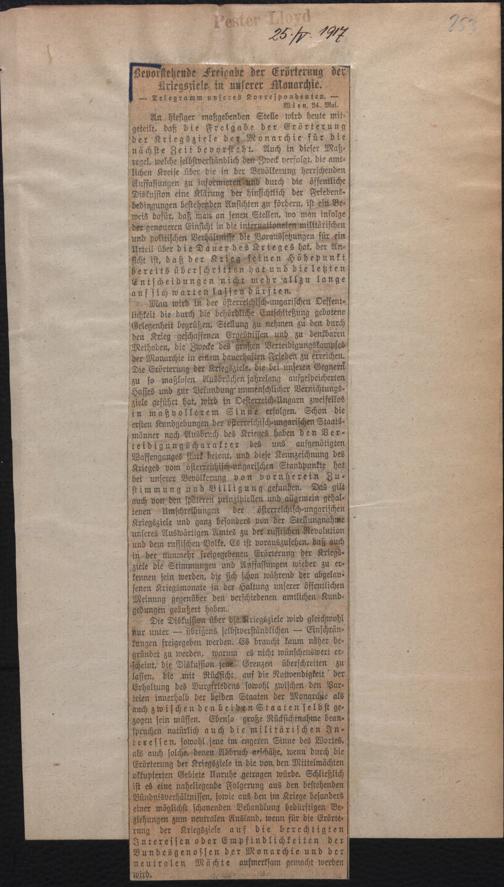 Pester Lloyd
25./V. 1917
253
Bevorstehende Freigabe der Erörterung der
Kriegsziele in unserer Monarchie.
— Telegramm unseres Korrespondenten. —
Wien, 24. Mai.
An hiesiger maßgebenden Stelle wird heute mit-
geteilt, daß die Freigabe der Erörterung
der Kriegsziele der Monarchie für die
nächste Zeit bevorsteht. Auch in dieser Maß-
regel, welche selbstverständlich den Zweck verfolgt, die amt-
lichen Kreise über die in der Bevölkerung herrschenden
Auffassungen zu informieren und durch die öffentliche
Diskussion eine Klärung der hinsichtlich der Friedens-
bedingungen bestehenden Ansichten zu fördern, ist ein Be-
weis dafür, daß man an jenen Stellen, wo man infolge
der genaueren Einsicht in die internationalen militärischen
und politischen Verhältnisse die Voraussetzungen für ein
Urteil über die Dauer des Krieges hat, der An-
sicht ist, daß der Krieg seinen Höhepunkt
bereits überschritten hat und die letzten
Entscheidungen nicht mehr allzu lange
auf sich warten lassen dürften.
Man wird in der österreichisch-ungarischen Oeffent-
lichkeit die durch die behördliche Entschließung gebotene
Gelegenheit begrüßen, Stellung zu nehmen zu den durch
den Krieg geschaffenen Ergebnissen und zu denkbaren
Methoden, die Zwecke des großen Verteidigungskampfes
der Monarchie in einem dauerhaften Frieden zu erreichen.
Die Erörterung der Kriegsziele, die bei unseren Gegnern
zu so maßlosen Ausbrüchen jahrelang aufgespeicherten
Hasses und zur Verkündung unmenschlicher Vernichtungs-
ziele geführt hat, wird in Oesterreich-Ungarn zweifellos
in maßvollerem Sinne erfolgen. Schon die
ersten Kundgebungen der österreichisch-ungarischen Staats-
männer nach Ausbruch des Krieges haben den Ver-
teidigungscharakter des uns aufgenötigten
Waffenganges stark betont, und diese Kennzeichnung des
Krieges vom österreichisch-ungarischen Standpunkte hat
bei unserer Bevölkerung von vornherein Zu-
stimmung und Billigung gefunden. Das gilt
auch von den späteren prinzipiellen und allgemein gehal-
tenen Umschreibungen der österreichisch-ungarischen
Kriegsziele und ganz besonders von der Stellungnahme
unseres Auswärtigen Amtes zu der russischen Revolution
und dem russischen Volke. Es ist vorauszusehen, daß auch
in der nunmehr freigegebenen Erörterung der Kriegs-
ziele die Stimmungen und Auffassungen wieder zu er-
kennen sein werden, die sich schon während der abgelau-
fenen Kriegsmonate in der Haltung unserer öffentlichen
Meinung gegenüber den verschiedenen amtlichen Kund-
gebungen geäußert haben.
Die Diskussion über die Kriegsziele wird gleichwohl
nur unter — übrigens selbstverständlichen — Einschrän-
kungen freigegeben werden. Es braucht kaum näher be-
gründet zu werden, warum es nicht wünschenswert er-
scheint, die Diskussion jene Grenzen überschreiten zu
lassen, die mit Rücksicht auf die Notwendigkeit der
Erhaltung des Burgfriedens sowohl zwischen den Par-
teien innerhalb der beiden Staaten der Monarchie als
auch zwischen den beiden Staaten selbst ge-
zogen sein müssen. Ebenso große Rücksichtnahme bean-
spruchen natürlich auch die militärischen In-
teressen, sowohl jene im engeren Sinne des Wortes,
als auch solche, denen Abbruch geschähe, wenn durch die
Erörterung der Kriegsziele in die von den Mittelmächten
okkupierten Gebiete Unruhe getragen würde. Schließlich
ist es eine naheliegende Folgerung aus den bestehenden
Bündnisverhältnissen, sowie aus den im Kriege besonders
einer möglichst schonenden Behandlung bedürftigen Be-
ziehungen zum neutralen Ausland, wenn für die Erörte-
rung der Kriegsziele auf die berechtigten
Interessen oder Empfindlichkeiten der
Bundesgenossen der Monarchie und der
neutralen Mächte aufmerksam gemacht werden
wird.